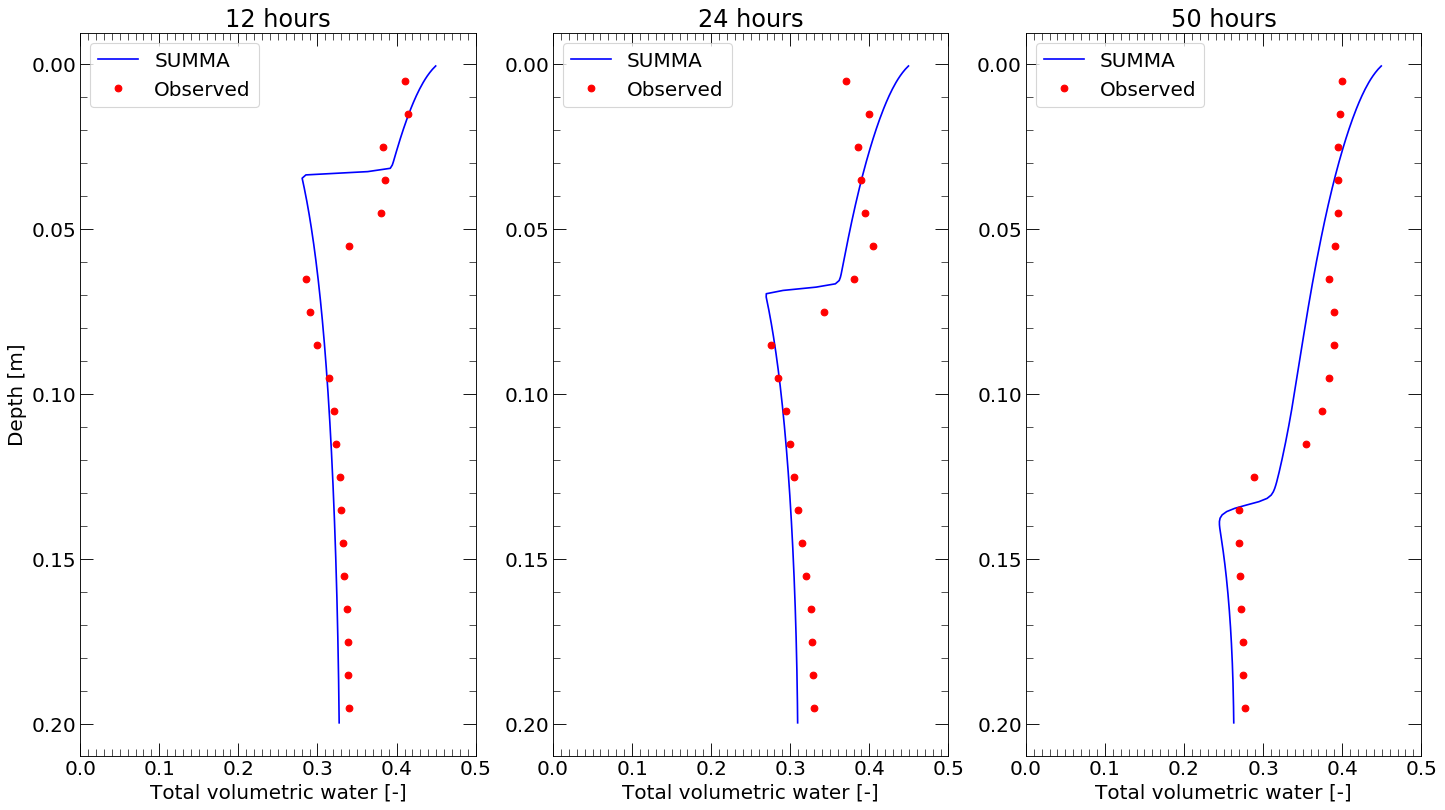 12 hours
SUMMA
Observed
0.00
0.05
0.10
0.15
0.20
Depth [m]
0.0 0.1 0.2 0.3 0.4 0.5
Total volumetric water [-]
24 hours
SUMMA
Observed
0.00
0.05
0.10
0.15
0.20
0.0 0.1 0.2 0.3 0.4 0.5
Total volumetric water [-]
50 hours
SUMMA
Observed
0.00
0.05
0.10
0.15
0.20
0.0 0.1 0.2 0.3 0.4 0.5
Total volumetric water [-]